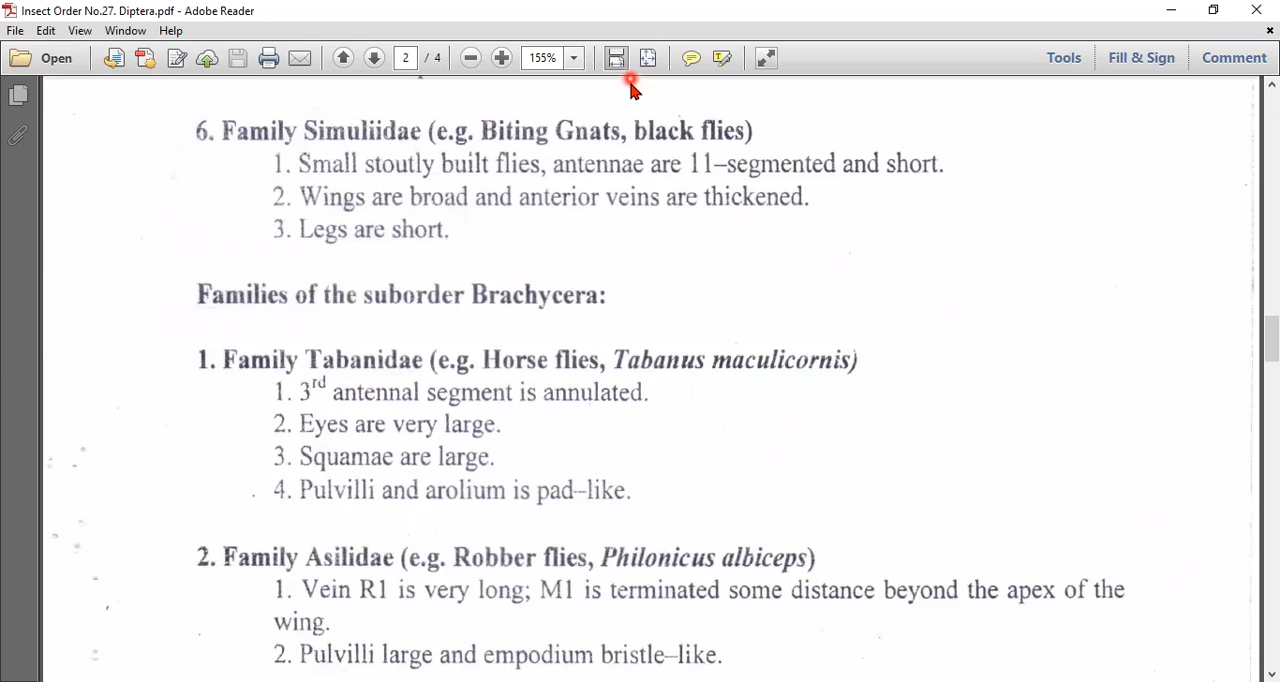 Insect Order No.27. Diptera.pdf - Adobe Reader
File Edit View Window Help
Open 2 / 4 155% Tools Fill & Sign Comment
6. Family Simuliidae (e.g. Biting Gnats, black flies)
1. Small stoutly built flies, antennae are 11–segmented and short.
2. Wings are broad and anterior veins are thickened.
3. Legs are short.
Families of the suborder Brachycera:
1. Family Tabanidae (e.g. Horse flies, Tabanus maculicornis)
1. 3rd antennal segment is annulated.
2. Eyes are very large.
3. Squamae are large.
4. Pulvilli and arolium is pad–like.
2. Family Asilidae (e.g. Robber flies, Philonicus albiceps)
1. Vein R1 is very long; M1 is terminated some distance beyond the apex of the
wing.
2. Pulvilli large and empodium bristle–like.